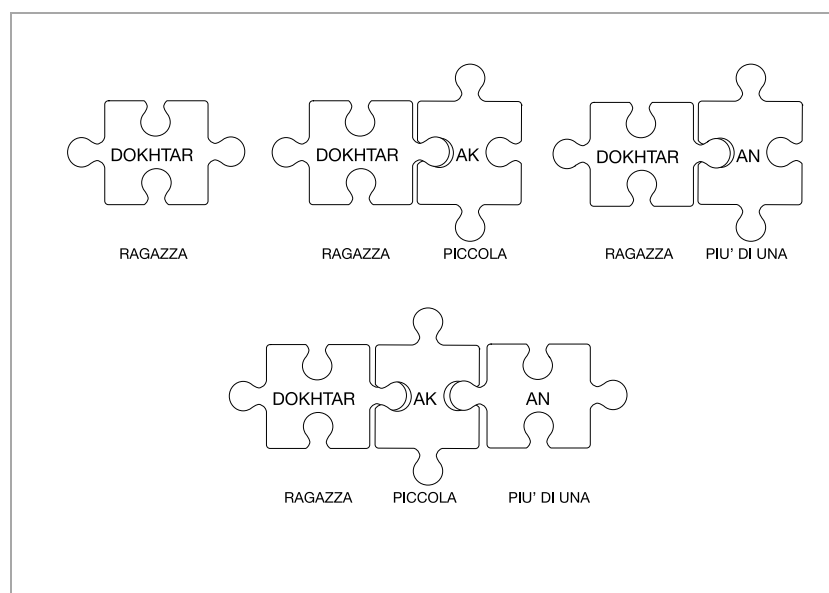 DOKHTAR DOKHTAR AK DOKHTAR AN
RAGAZZA RAGAZZA PICCOLA RAGAZZA PIU' DI UNA
DOKHTAR AK AN
RAGAZZA PICCOLA PIU' DI UNA